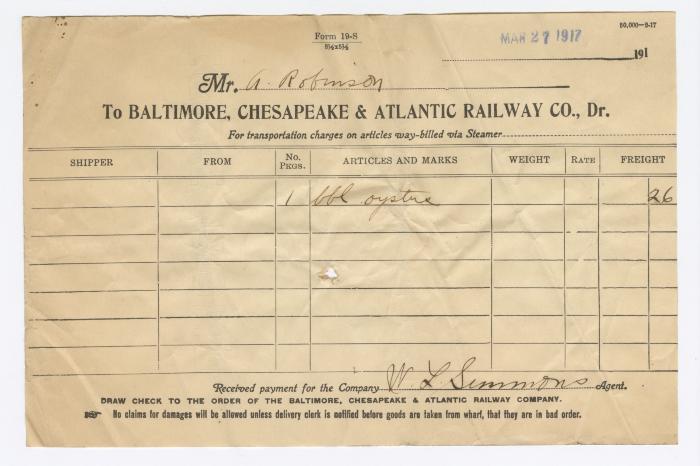 Form 19-S
8½x5½
50,000—2-17
MAR 27 1917
191
Mr. A. Robinson
To BALTIMORE, CHESAPEAKE & ATLANTIC RAILWAY CO., Dr.
For transportation charges on articles way-billed via Steamer
SHIPPER FROM No. PKGS. ARTICLES AND MARKS WEIGHT RATE FREIGHT
1 bbl oystre 26
Received payment for the Company W. L. Simmons Agent.
DRAW CHECK TO THE ORDER OF THE BALTIMORE, CHESAPEAKE & ATLANTIC RAILWAY COMPANY.
No claims for damages will be allowed unless delivery clerk is notified before goods are taken from wharf, that they are in bad order.